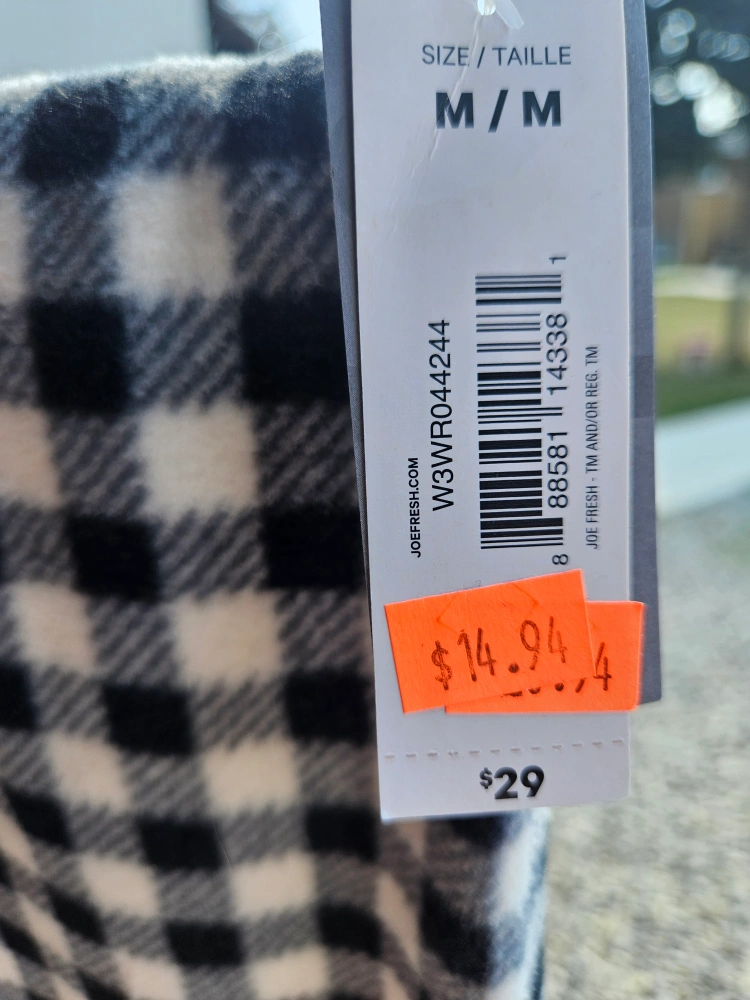 SIZE / TAILLE
M / M
JOEFRESH.COM
W3WR044244
8 88581 14338 1
JOE FRESH - TM AND/OR REG. TM
$14.94
$29